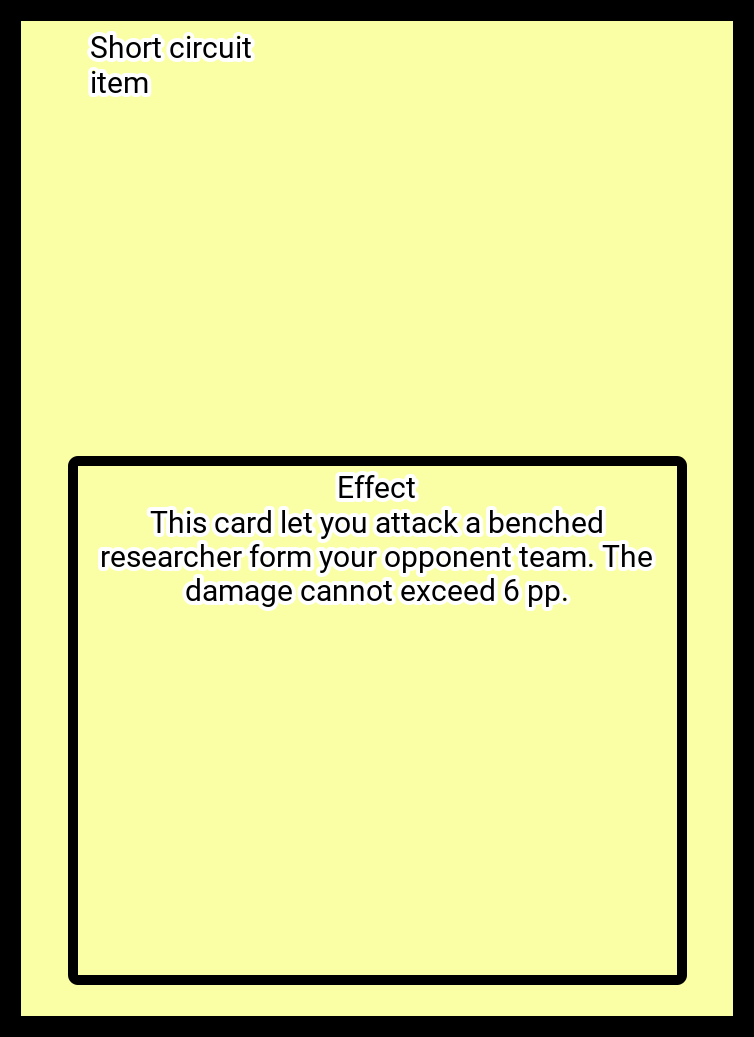 Short circuit
item
Effect
This card let you attack a benched
researcher form your opponent team. The
damage cannot exceed 6 pp.